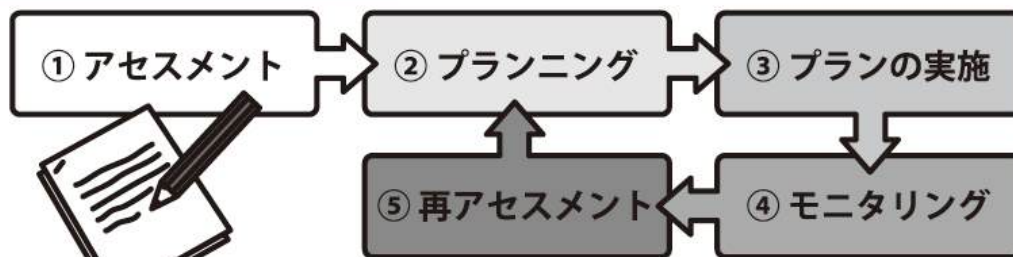 ① アセスメント
② プランニング
③ プランの実施
④ モニタリング
⑤ 再アセスメント